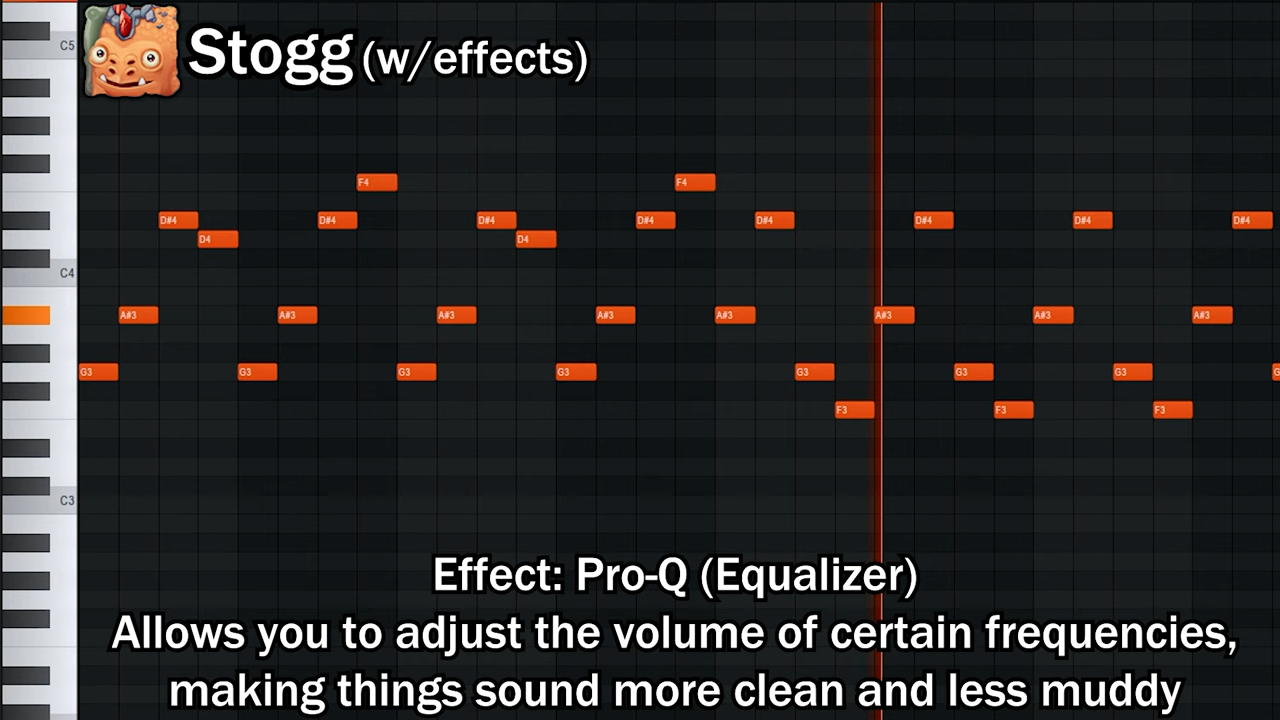 C5
Stogg (w/effects)
F4 F4
D#4 D#4 D#4 D#4 D#4 D#4 D#4 D#4
D4 D4
C4
A#3 A#3 A#3 A#3 A#3 A#3 A#3 A#3
G3 G3 G3 G3 G3 G3 G3 G
F3 F3 F3
C3
Effect: Pro-Q (Equalizer)
Allows you to adjust the volume of certain frequencies,
making things sound more clean and less muddy